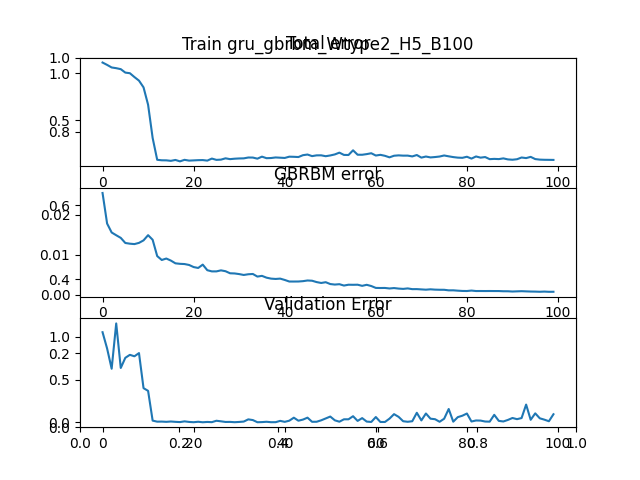 Train gru_gbrbm_Wtype2_H5_B100
Total error
1.0
1.0
0.5
0.8
0 20 40 60 80 100
GBRBM error
0.6
0.02
0.01
0.4
0.00
0 20 40 60 80 100
Validation Error
1.0
0.2
0.5
0.0
0.0
0 20 40 60 80 100
0.0 0.2 0.4 0.6 0.8 1.0